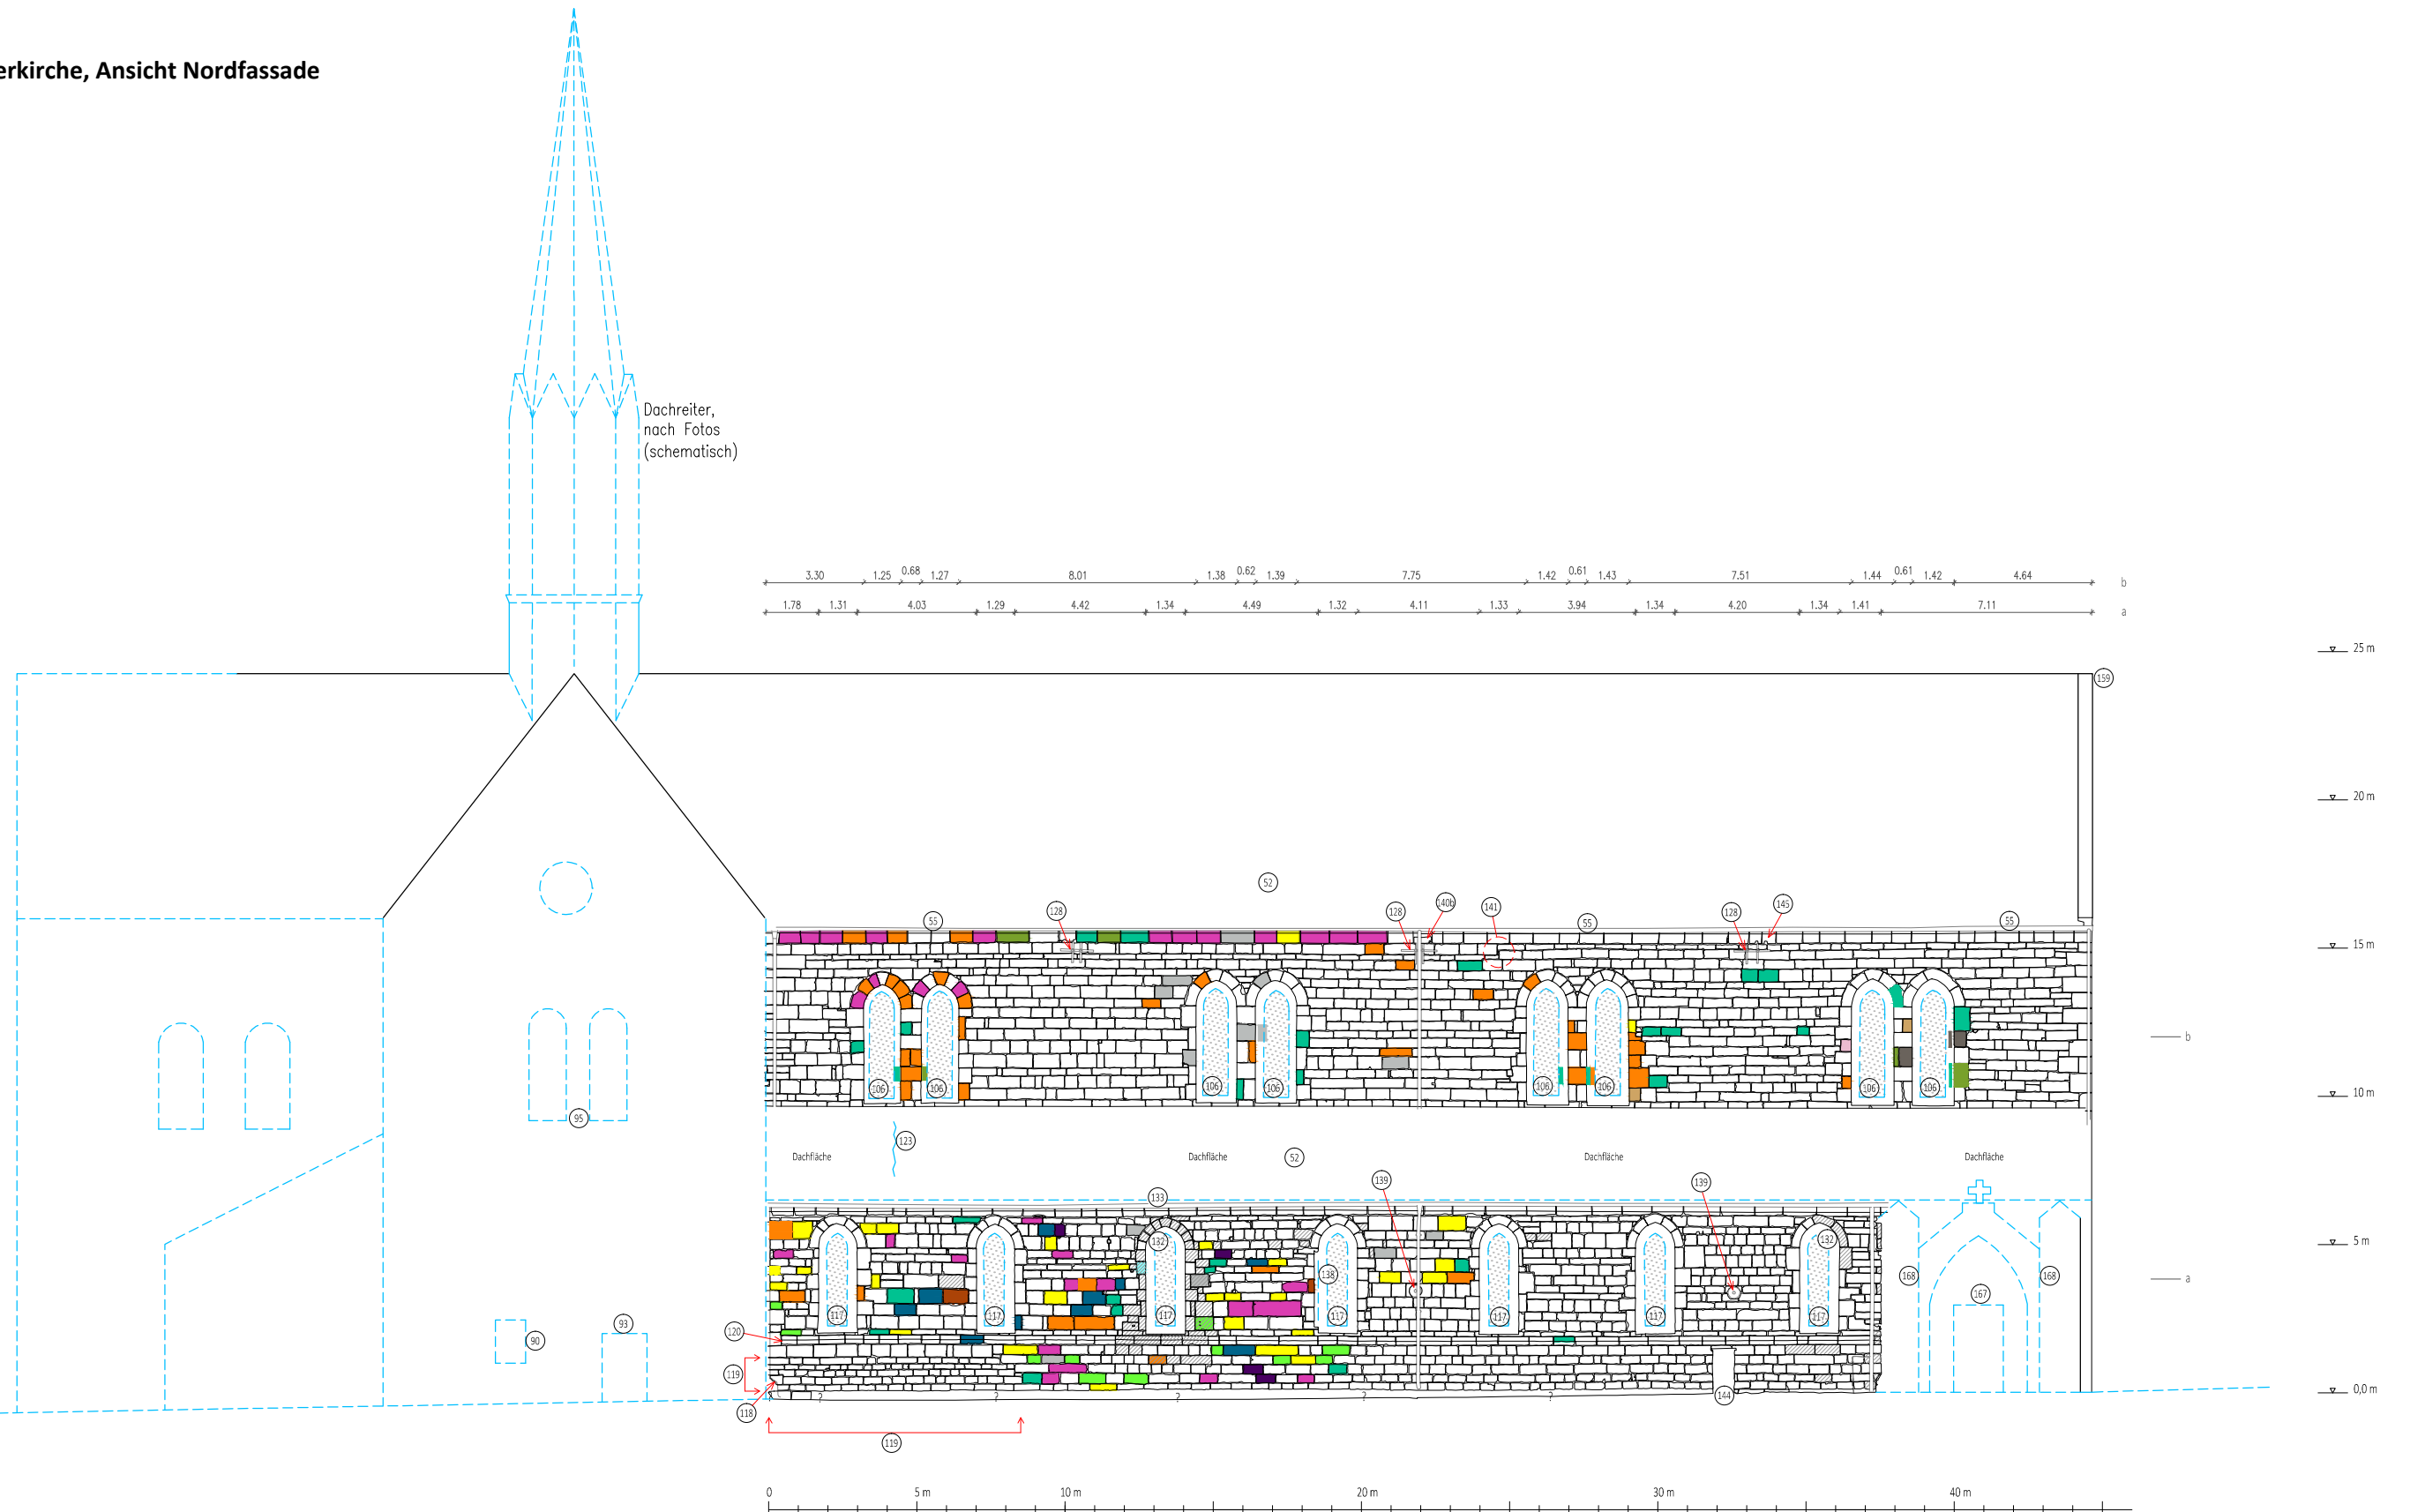 erkirche, Ansicht Nordfassade
Dachreiter,
nach Fotos
(schematisch)
3.30 1.25 0.68 1.27 8.01 1.38 0.62 1.39 7.75 1.42 0.61 1.43 7.51 1.44 0.61 1.42 4.64 b
1.78 1.31 4.03 1.29 4.42 1.34 4.49 1.32 4.11 1.33 3.94 1.34 4.20 1.34 1.41 7.11 a
25 m
159
20 m
52
55 128 128 140b 141 55 128 145 55
15 m
b
106 106 106 106 106 106 106 106
10 m
95
123
Dachfläche Dachfläche 52 Dachfläche Dachfläche
139 139
133
132 132
5 m
138 168 168 a
167
117 117 117 117 117 117 217
120 93 90
119
0,0 m
118 ? ? ? ? ? 144
119
0 5 m 10 m 20 m 30 m 40 m